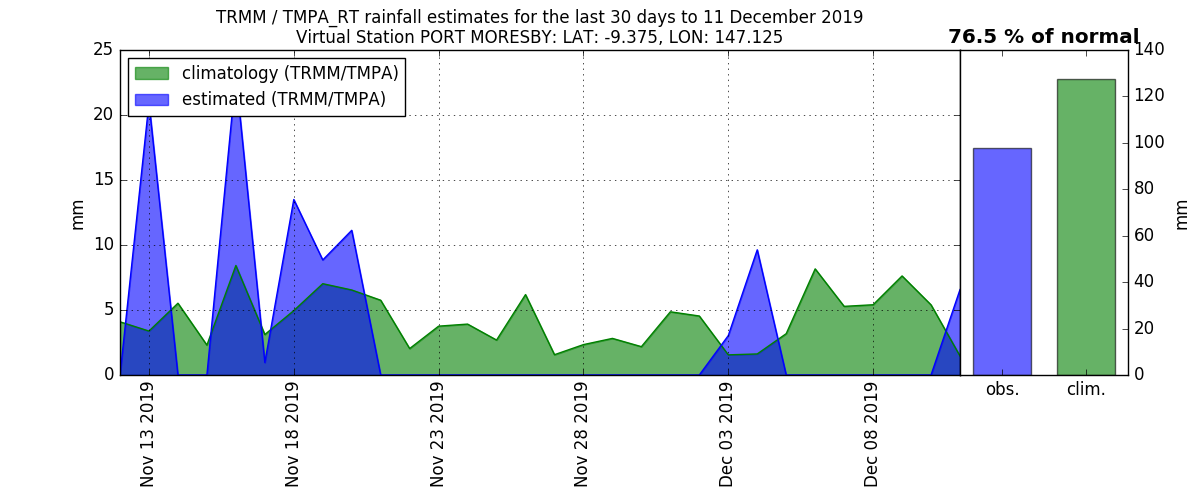 TRMM / TMPA_RT rainfall estimates for the last 30 days to 11 December 2019
Virtual Station PORT MORESBY: LAT: -9.375, LON: 147.125
76.5 % of normal
climatology (TRMM/TMPA)
estimated (TRMM/TMPA)
25
20
15
10
5
0
mm
Nov 13 2019
Nov 18 2019
Nov 23 2019
Nov 28 2019
Dec 03 2019
Dec 08 2019
obs.
clim.
140
120
100
80
60
40
20
0
mm